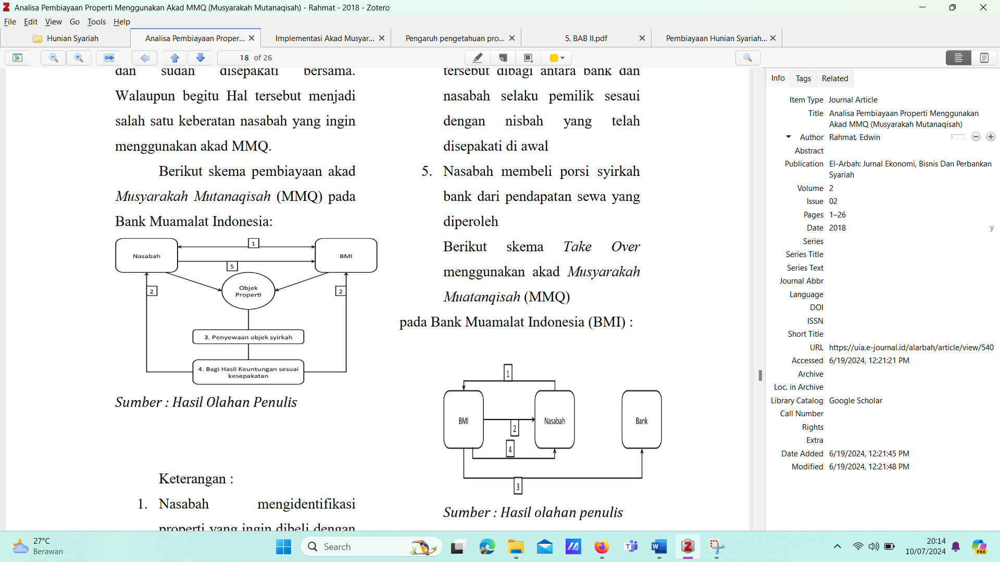 Analisa Pembiayaan Properti Menggunakan Akad MMQ (Musyarakah Mutanaqisah) - Rahmat - 2018 - Zotero
File Edit View Go Tools Help
Hunian Syariah
Analisa Pembiayaan Proper...
Implementasi Akad Musyar...
Pengaruh pengetahuan pro...
5. BAB II.pdf
Pembiayaan Hunian Syariah...
18 of 26
dan sudah disepakati bersama.
Walaupun begitu Hal tersebut menjadi
salah satu keberatan nasabah yang ingin
menggunakan akad MMQ.
Berikut skema pembiayaan akad
Musyarakah Mutanaqisah (MMQ) pada
Bank Muamalat Indonesia:
1
Nasabah
BMI
5
2
Objek
Properti
2
3. Penyewaan objek syirkah
4. Bagi Hasil Keuntungan sesuai
kesepakatan
Sumber : Hasil Olahan Penulis
Keterangan :
1. Nasabah mengidentifikasi
properti yang ingin dibeli dengan
tersebut dibagi antara bank dan
nasabah selaku pemilik sesaui
dengan nisbah yang telah
disepakati di awal
5. Nasabah membeli porsi syirkah
bank dari pendapatan sewa yang
diperoleh
Berikut skema Take Over
menggunakan akad Musyarakah
Muatanqisah (MMQ)
pada Bank Muamalat Indonesia (BMI) :
1
BMI
Nasabah
Bank
2
4
3
Sumber : Hasil olahan penulis
Info Tags Related
Item Type Journal Article
Title Analisa Pembiayaan Properti Menggunakan
Akad MMQ (Musyarakah Mutanaqisah)
Author Rahmat, Edwin
Abstract
Publication El-Arbah: Jurnal Ekonomi, Bisnis Dan Perbankan
Syariah
Volume 2
Issue 02
Pages 1–26
Date 2018 y
Series
Series Title
Series Text
Journal Abbr
Language
DOI
ISSN
Short Title
URL https://uia.e-journal.id/alarbah/article/view/540
Accessed 6/19/2024, 12:21:21 PM
Archive
Loc. in Archive
Library Catalog Google Scholar
Call Number
Rights
Extra
Date Added 6/19/2024, 12:21:45 PM
Modified 6/19/2024, 12:21:48 PM
27°C
Berawan
Search
20:14
10/07/2024
PRE